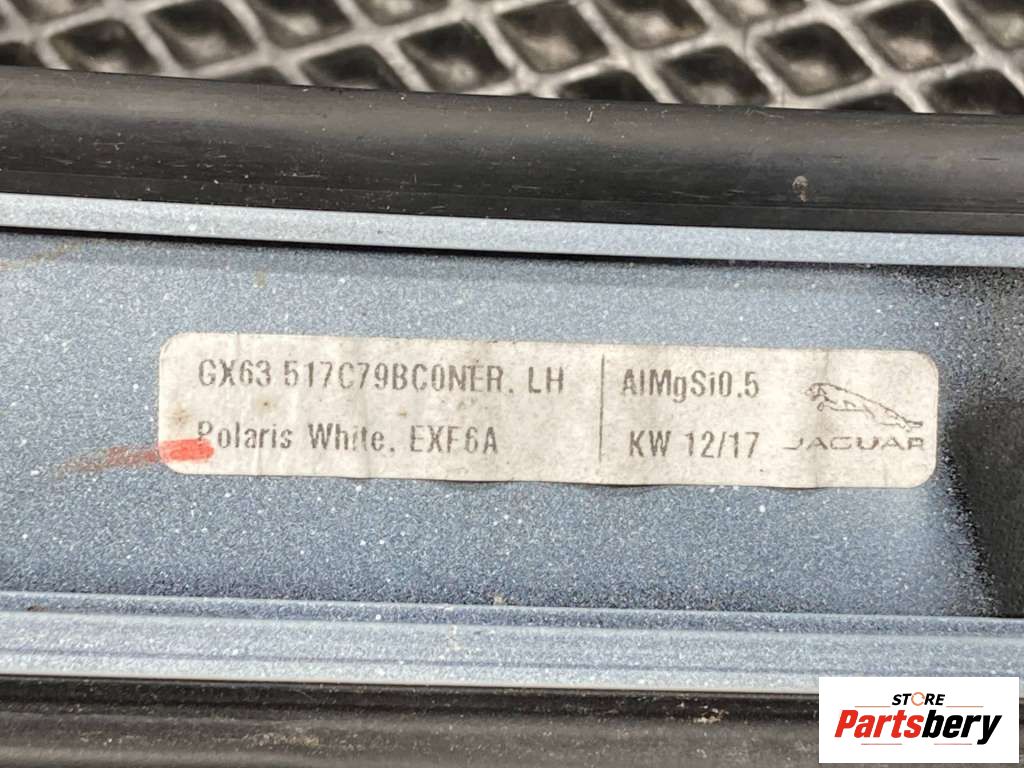 GX63 517C79BC0NER. LH
Polaris White. EXF6A
AlMgSi0.5
KW 12/17
JAGUAR
STORE
Partsbery